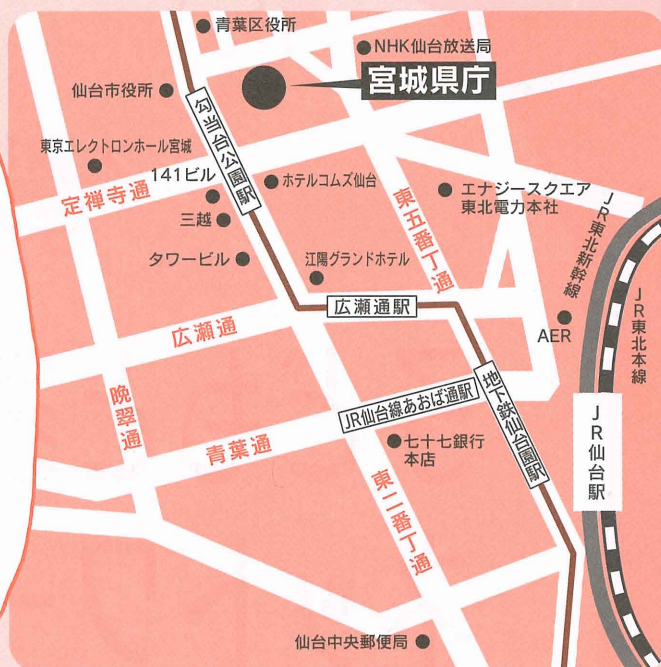 青葉区役所
NHK仙台放送局
仙台市役所
宮城県庁
勾当台公園駅
東京エレクトロンホール宮城
141ビル
ホテルコムズ仙台
エナジースクエア
東北電力本社
定禅寺通
三越
東五番丁通
JR東北新幹線
タワービル
江陽グランドホテル
広瀬通駅
JR東北本線
広瀬通
AER
晩翠通
JR仙台線あおば通駅
地下鉄仙台園駅
JR仙台駅
青葉通
七十七銀行
本店
東二番丁通
仙台中央郵便局